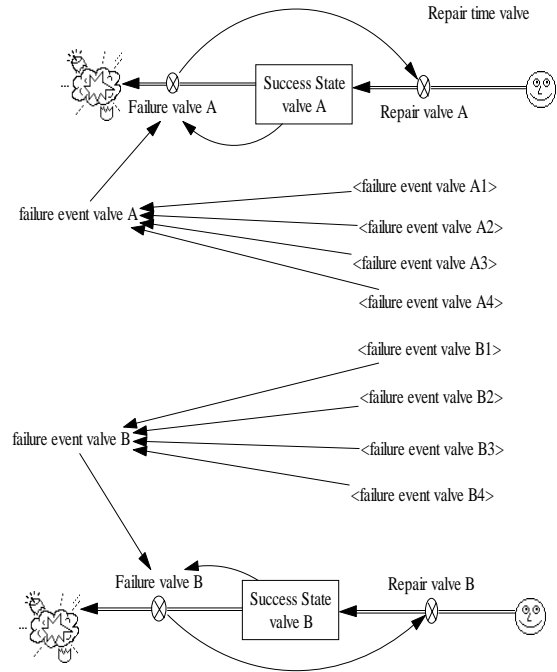 Repair time valve
Success State
valve A
Failure valve A
Repair valve A
failure event valve A
<failure event valve A1>
<failure event valve A2>
<failure event valve A3>
<failure event valve A4>
<failure event valve B1>
<failure event valve B2>
failure event valve B
<failure event valve B3>
<failure event valve B4>
Failure valve B
Repair valve B
Success State
valve B